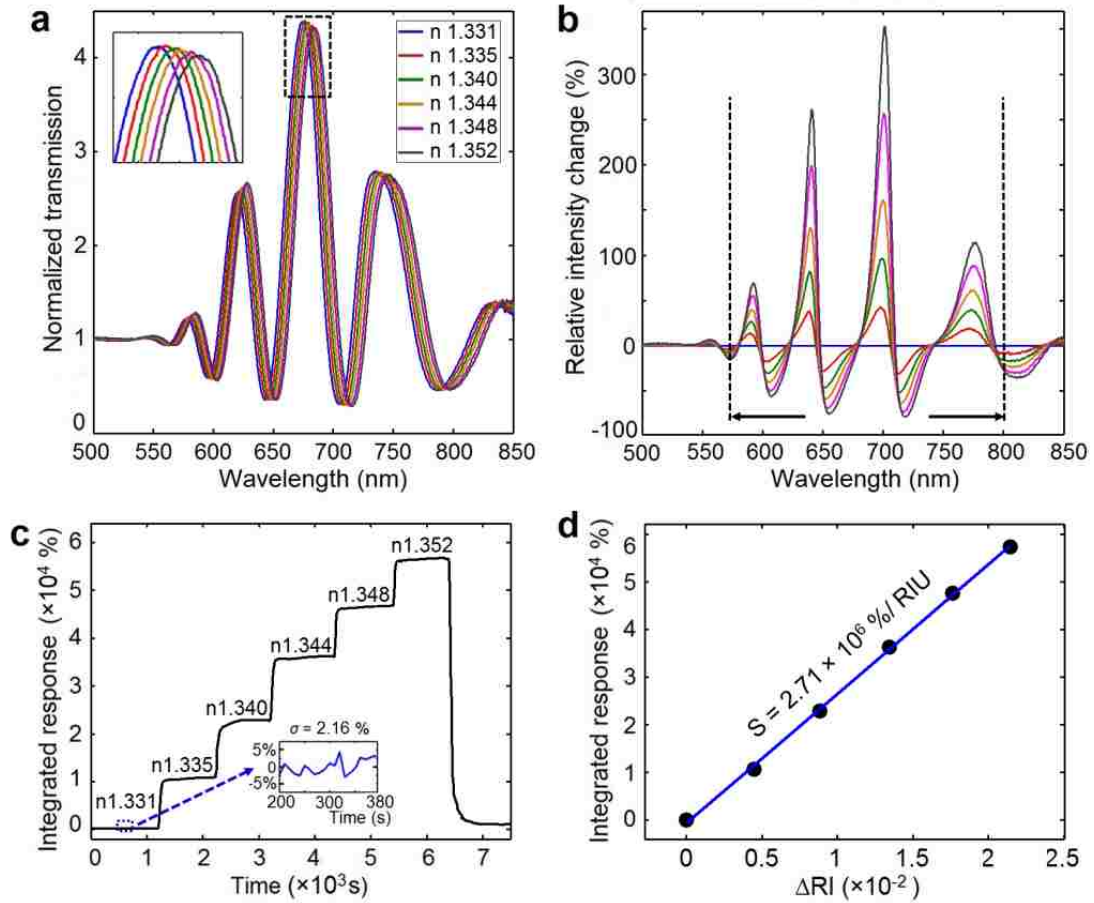 a
Normalized transmission
4
3
2
1
0
500 550 600 650 700 750 800 850
Wavelength (nm)
n 1.331
n 1.335
n 1.340
n 1.344
n 1.348
n 1.352
b
Relative intensity change (%)
300
200
100
0
-100
500 550 600 650 700 750 800 850
Wavelength (nm)
c
Integrated response (×10⁴ %)
6
5
4
3
2
1
0
n1.331
n1.335
n1.340
n1.344
n1.348
n1.352
σ = 2.16 %
5%
0
-5%
200 300 380
Time (s)
0 1 2 3 4 5 6 7
Time (×10³s)
d
Integrated response (×10⁴ %)
6
5
4
3
2
1
0
S = 2.71 × 10⁶ %/ RIU
0 0.5 1 1.5 2 2.5
ΔRI (×10⁻²)